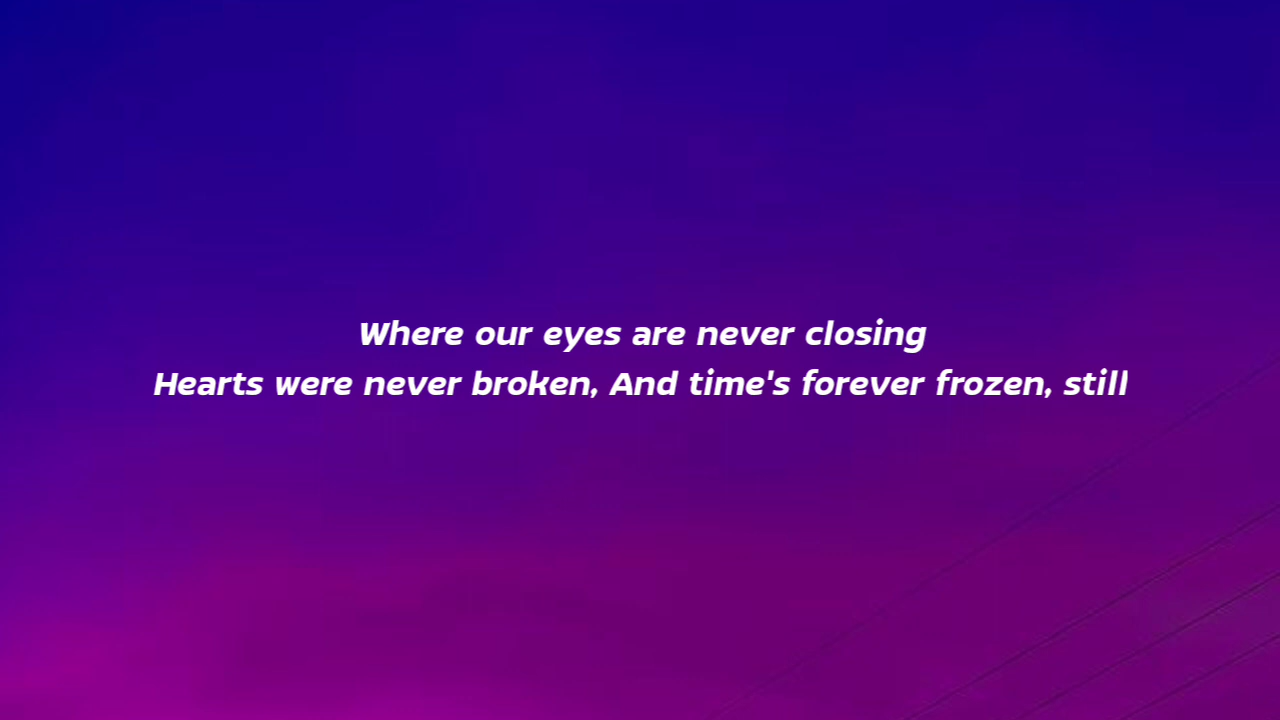 Where our eyes are never closing
Hearts were never broken, And time's forever frozen, still